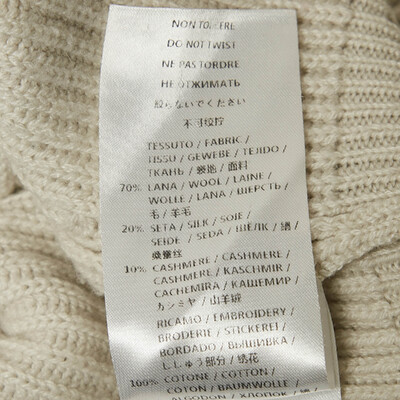 NON TORCERE
DO NOT TWIST
NE PAS TORDRE
НЕ ОТЖИМАТЬ
絞らないでください
不可绞拧
TESSUTO / FABRIC /
TISSU / GEWEBE / TEJIDO /
ТКАНЬ / 面料
70% LANA / WOOL / LAINE /
WOLLE / LANA / ШЕРСТЬ /
毛 / 羊毛
20% SETA / SILK / SOIE /
SEIDE / SEDA / ШЁЛК / 絹 /
桑蚕丝
10% CASHMERE / CASHMERE /
CASHMERE / KASCHMIR /
CACHEMIRA / КАШЕМИР /
カシミヤ / 山羊绒
RICAMO / EMBROIDERY /
BRODERIE / STICKEREI /
BORDADO / ВЫШИВКА /
ししゅう部分 / 绣花
100% COTONE / COTTON /
COTON / BAUMWOLLE /
ALGODON / ХЛОПОК /